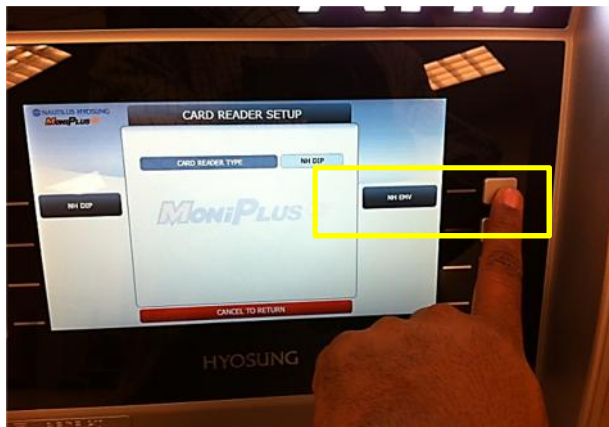 ATM
NAUTILUS HYOSUNG
MoniPlus
CARD READER SETUP
CARD READER TYPE
NH DIP
NH DIP
NH EMV
MONIPLUS
CANCEL TO RETURN
HYOSUNG